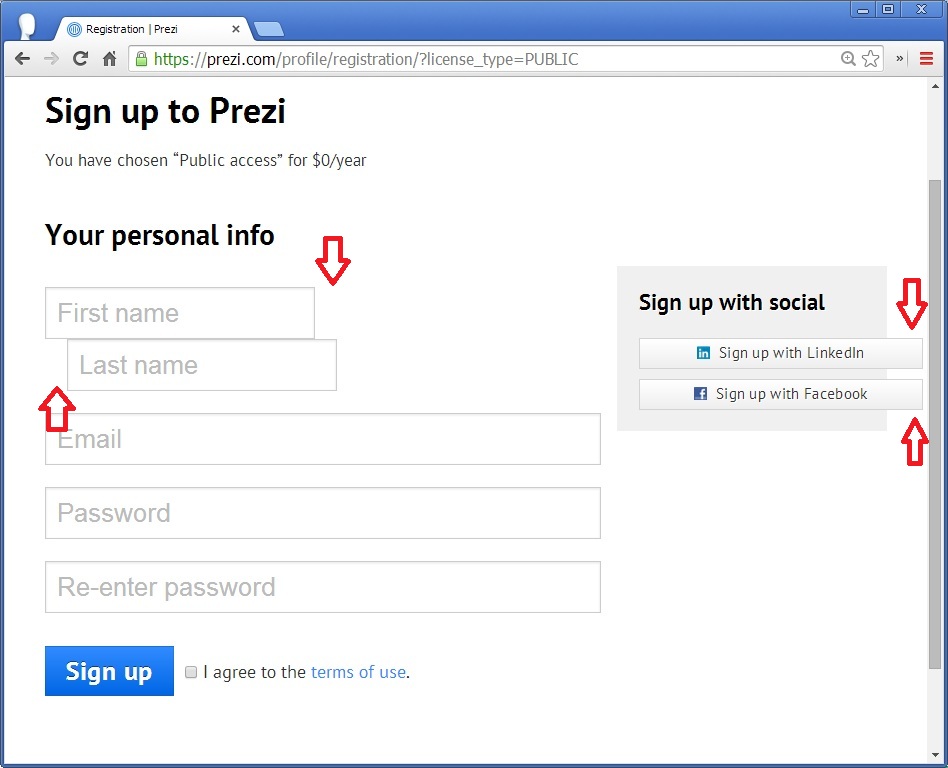 Registration | Prezi
https://prezi.com/profile/registration/?license_type=PUBLIC
Sign up to Prezi
You have chosen “Public access” for $0/year
Your personal info
First name
Last name
Email
Password
Re-enter password
Sign up
I agree to the terms of use.
Sign up with social
in Sign up with LinkedIn
f Sign up with Facebook